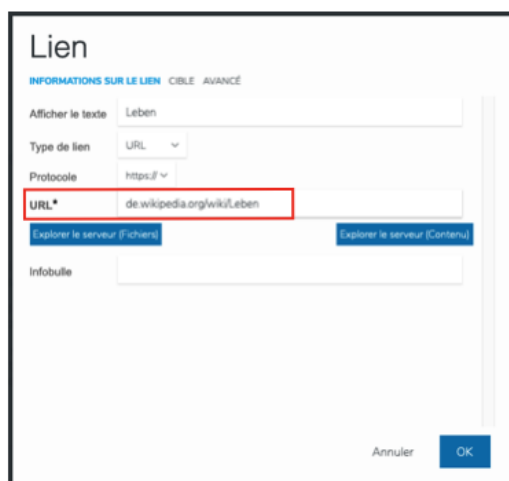 Lien
INFORMATIONS SUR LE LIEN CIBLE AVANCÉ
Afficher le texte Leben
Type de lien URL
Protocole https://
URL* de.wikipedia.org/wiki/Leben
Explorer le serveur (Fichiers) Explorer le serveur (Contenu)
Infobulle
Annuler OK